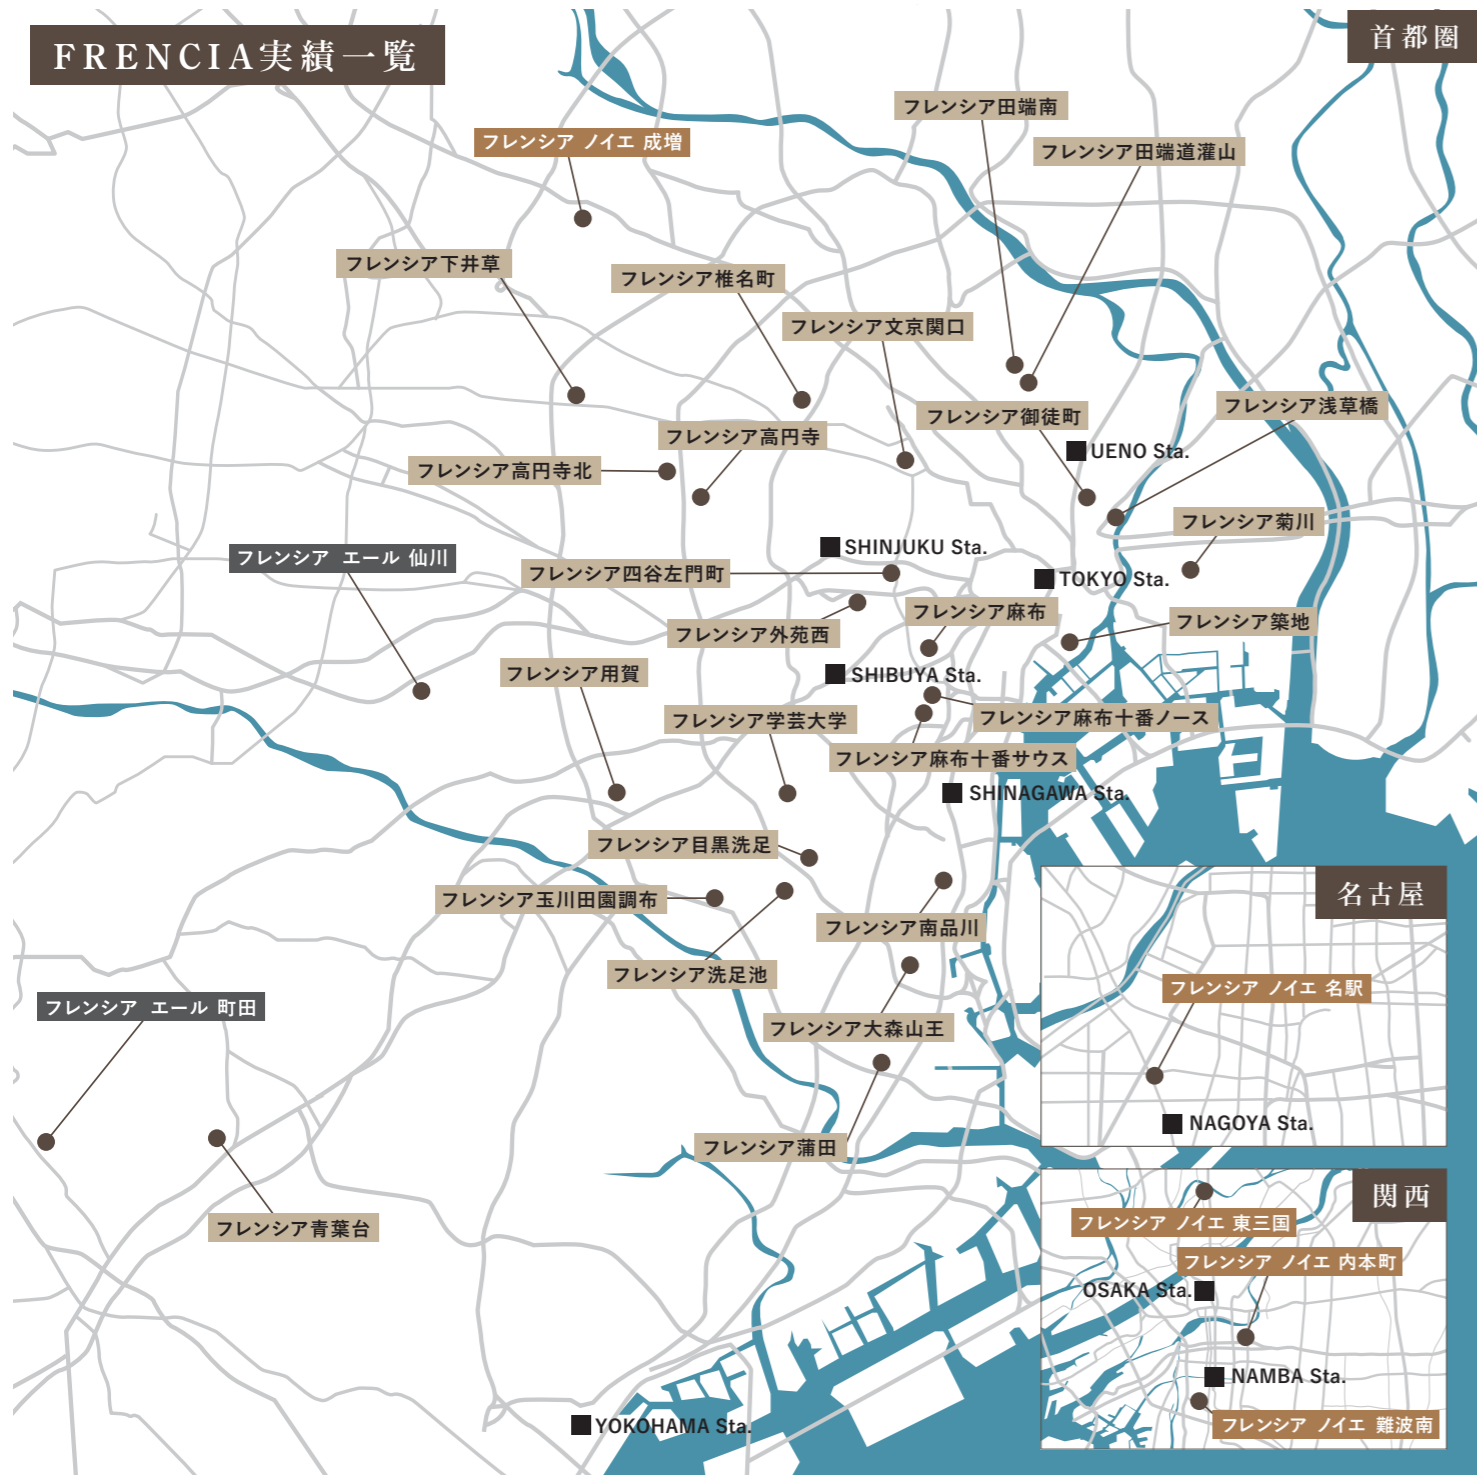 FRENCIA実績一覧
首都圏
フレンシア田端南
フレンシア ノイエ 成増
フレンシア田端道灌山
フレンシア下井草
フレンシア椎名町
フレンシア文京関口
フレンシア浅草橋
フレンシア御徒町
フレンシア高円寺
UENO Sta.
フレンシア高円寺北
フレンシア菊川
SHINJUKU Sta.
フレンシア エール 仙川
フレンシア四谷左門町
TOKYO Sta.
フレンシア麻布
フレンシア築地
フレンシア外苑西
フレンシア用賀
SHIBUYA Sta.
フレンシア学芸大学
フレンシア麻布十番ノース
フレンシア麻布十番サウス
SHINAGAWA Sta.
フレンシア目黒洗足
フレンシア玉川田園調布
フレンシア南品川
フレンシア洗足池
フレンシア エール 町田
フレンシア大森山王
フレンシア蒲田
フレンシア青葉台
YOKOHAMA Sta.
名古屋
フレンシア ノイエ 名駅
NAGOYA Sta.
関西
フレンシア ノイエ 東三国
フレンシア ノイエ 内本町
OSAKA Sta.
NAMBA Sta.
フレンシア ノイエ 難波南